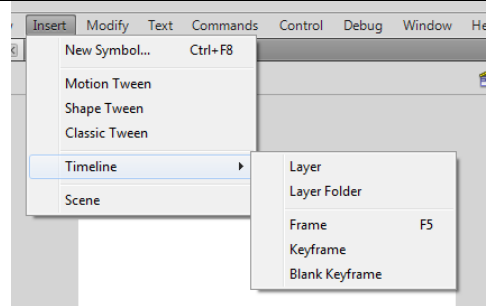 Insert Modify Text Commands Control Debug Window He
New Symbol... Ctrl+F8
Motion Tween
Shape Tween
Classic Tween
Timeline
Scene
Layer
Layer Folder
Frame F5
Keyframe
Blank Keyframe